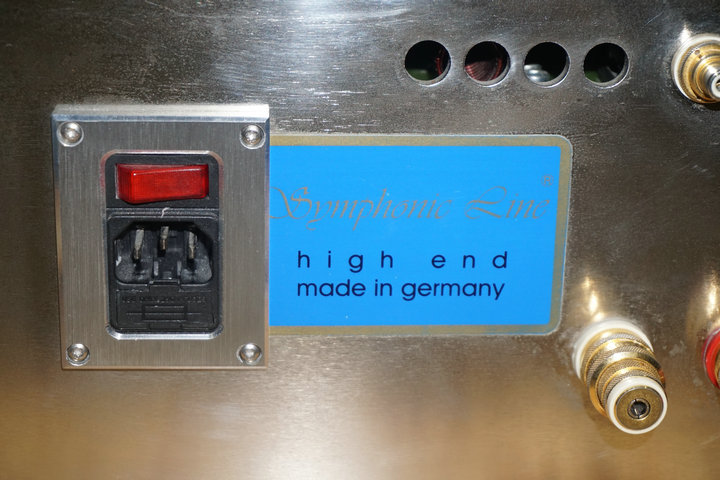 Symphonic Line ®
high end
made in germany